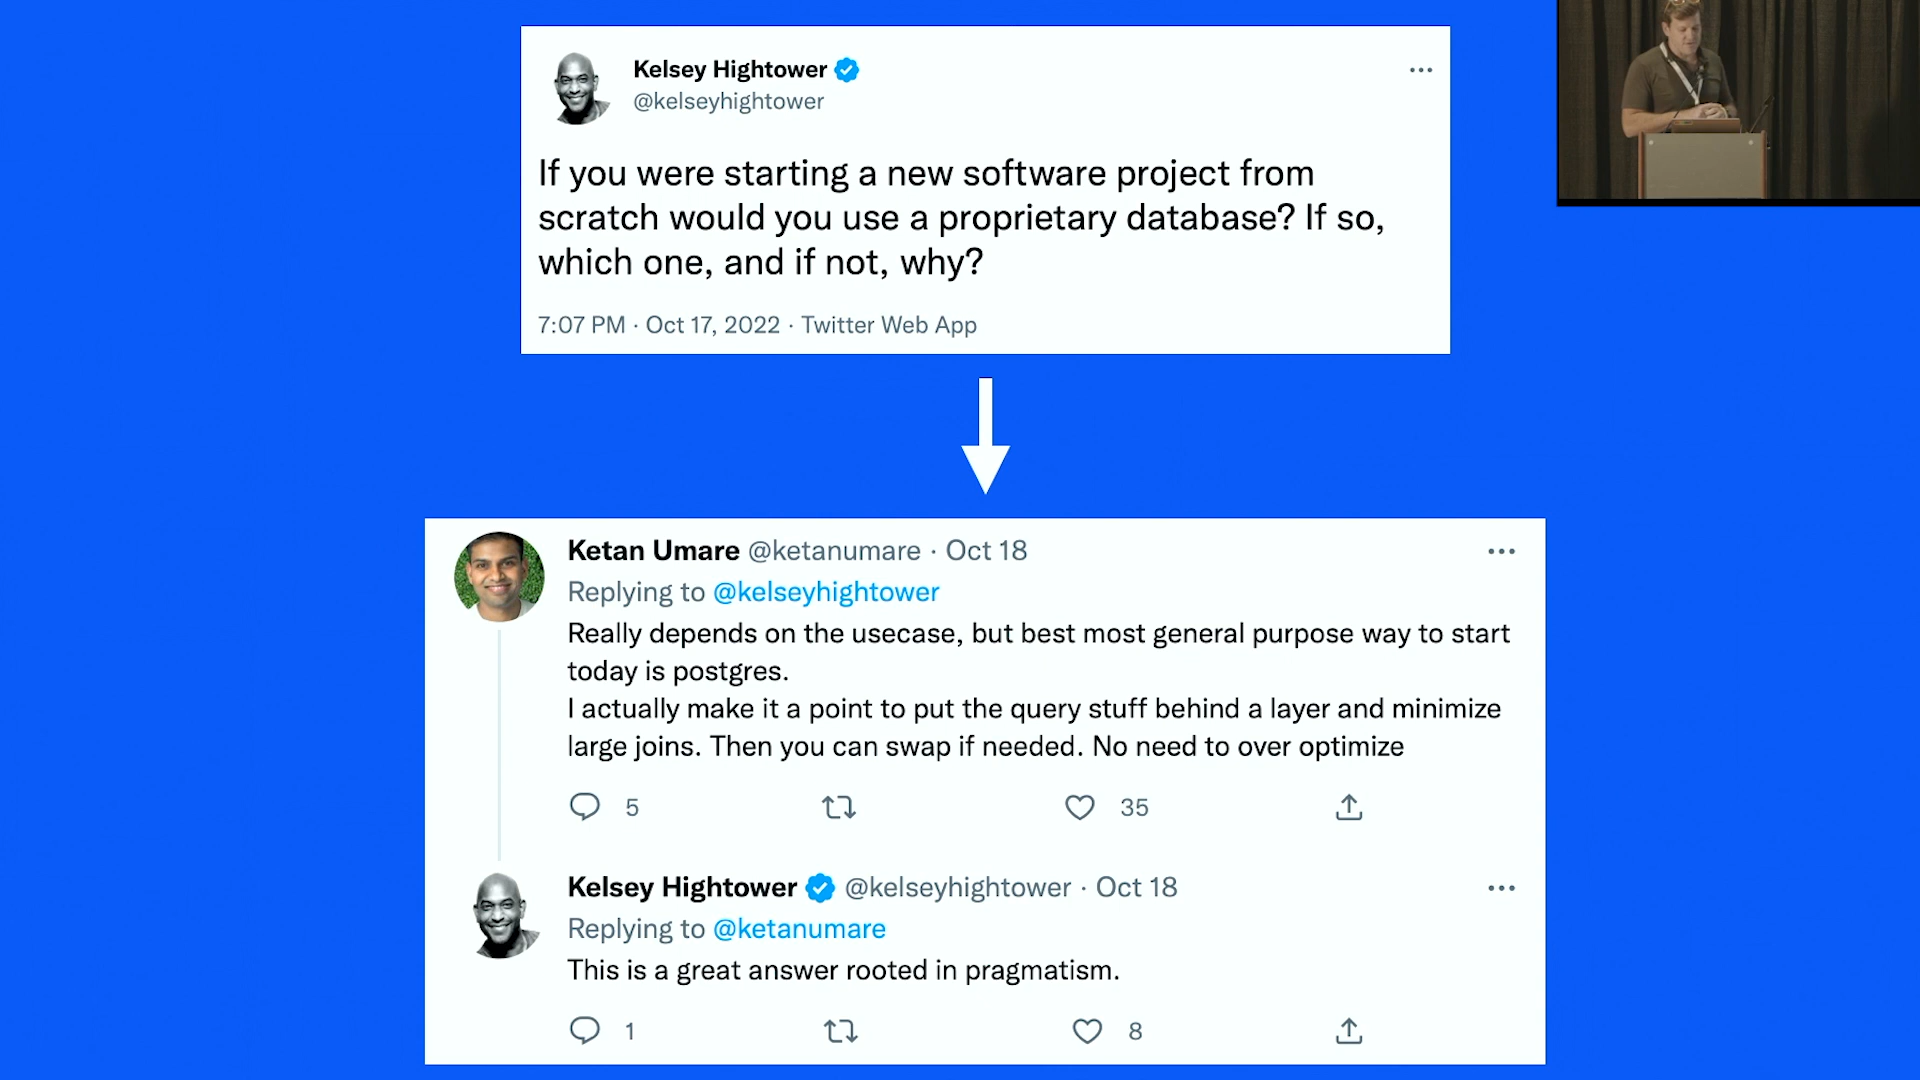 Kelsey Hightower
@kelseyhightower
If you were starting a new software project from
scratch would you use a proprietary database? If so,
which one, and if not, why?
7:07 PM · Oct 17, 2022 · Twitter Web App
Ketan Umare @ketanumare · Oct 18
Replying to @kelseyhightower
Really depends on the usecase, but best most general purpose way to start
today is postgres.
I actually make it a point to put the query stuff behind a layer and minimize
large joins. Then you can swap if needed. No need to over optimize
5 35
Kelsey Hightower @kelseyhightower · Oct 18
Replying to @ketanumare
This is a great answer rooted in pragmatism.
1 8